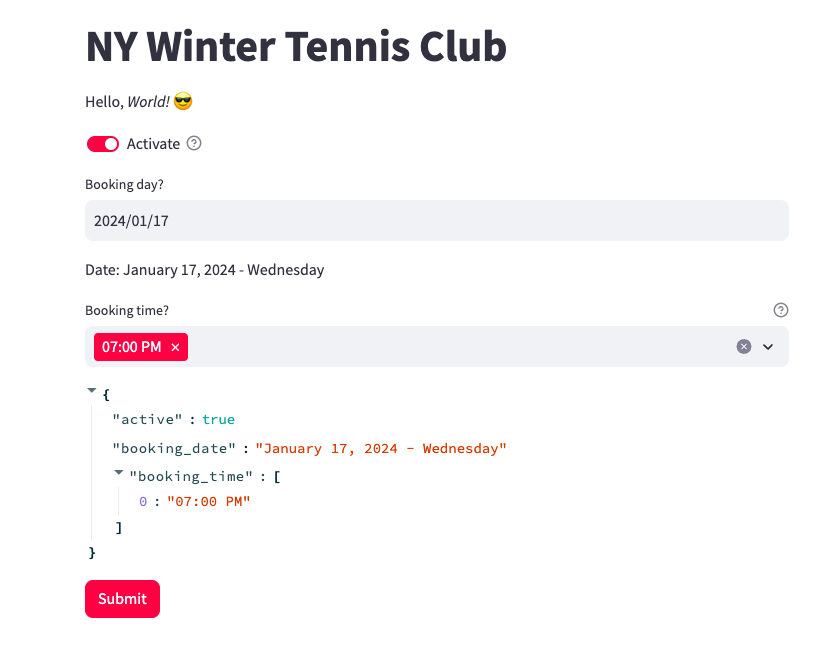 NY Winter Tennis Club
Hello, World! 😎
Activate ?
Booking day?
2024/01/17
Date: January 17, 2024 - Wednesday
Booking time? ?
07:00 PM ×
{
"active" : true
"booking_date" : "January 17, 2024 - Wednesday"
"booking_time" : [
0 : "07:00 PM"
]
}
Submit